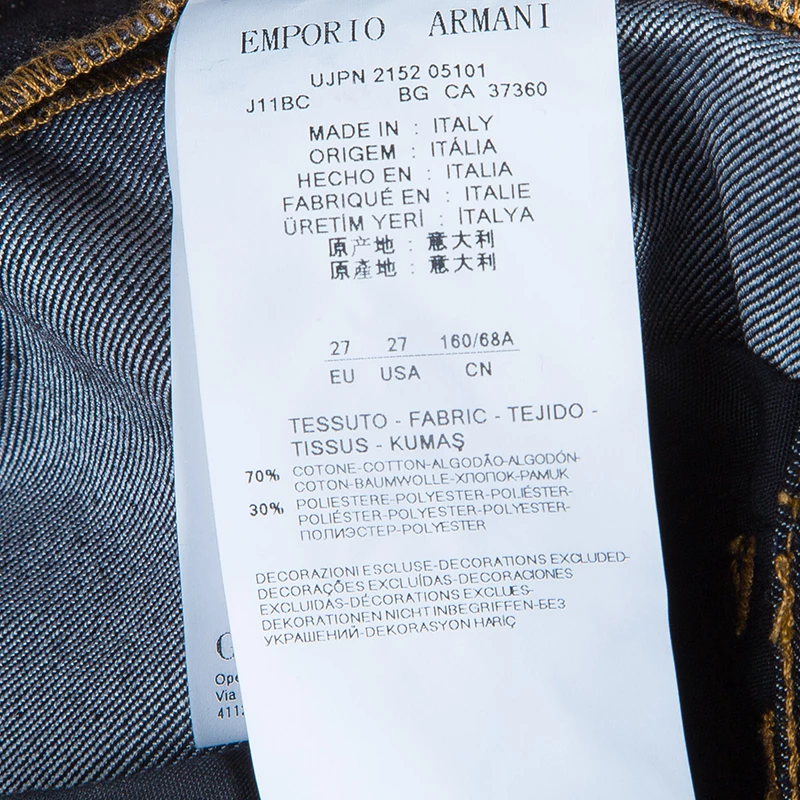 EMPORIO ARMANI
UJPN 2152 05101
J11BC BG CA 37360
MADE IN : ITALY
ORIGEM : ITÁLIA
HECHO EN : ITALIA
FABRIQUÉ EN : ITALIE
ÜRETİM YERİ : İTALYA
原产地 : 意大利
原產地 : 意大利
27 27 160/68A
EU USA CN
TESSUTO - FABRIC - TEJIDO -
TISSUS - KUMAŞ
70% COTONE-COTTON-ALGODÃO-ALGODÓN-
COTON-BAUMWOLLE-ХЛОПОК-PAMUK
30% POLIESTERE-POLYESTER-POLIÉSTER-
POLIÉSTER-POLYESTER-POLYESTER-
ПОЛИЭСТЕР-POLYESTER
DECORAZIONI ESCLUSE-DECORATIONS EXCLUDED-
DECORAÇÕES EXCLUÍDAS-DECORACIONES
EXCLUIDAS-DÉCORATIONS EXCLUES-
DEKORATIONEN NICHT INBEGRIFFEN-БЕЗ
УКРАШЕНИЙ-DEKORASYON HARİÇ
Via